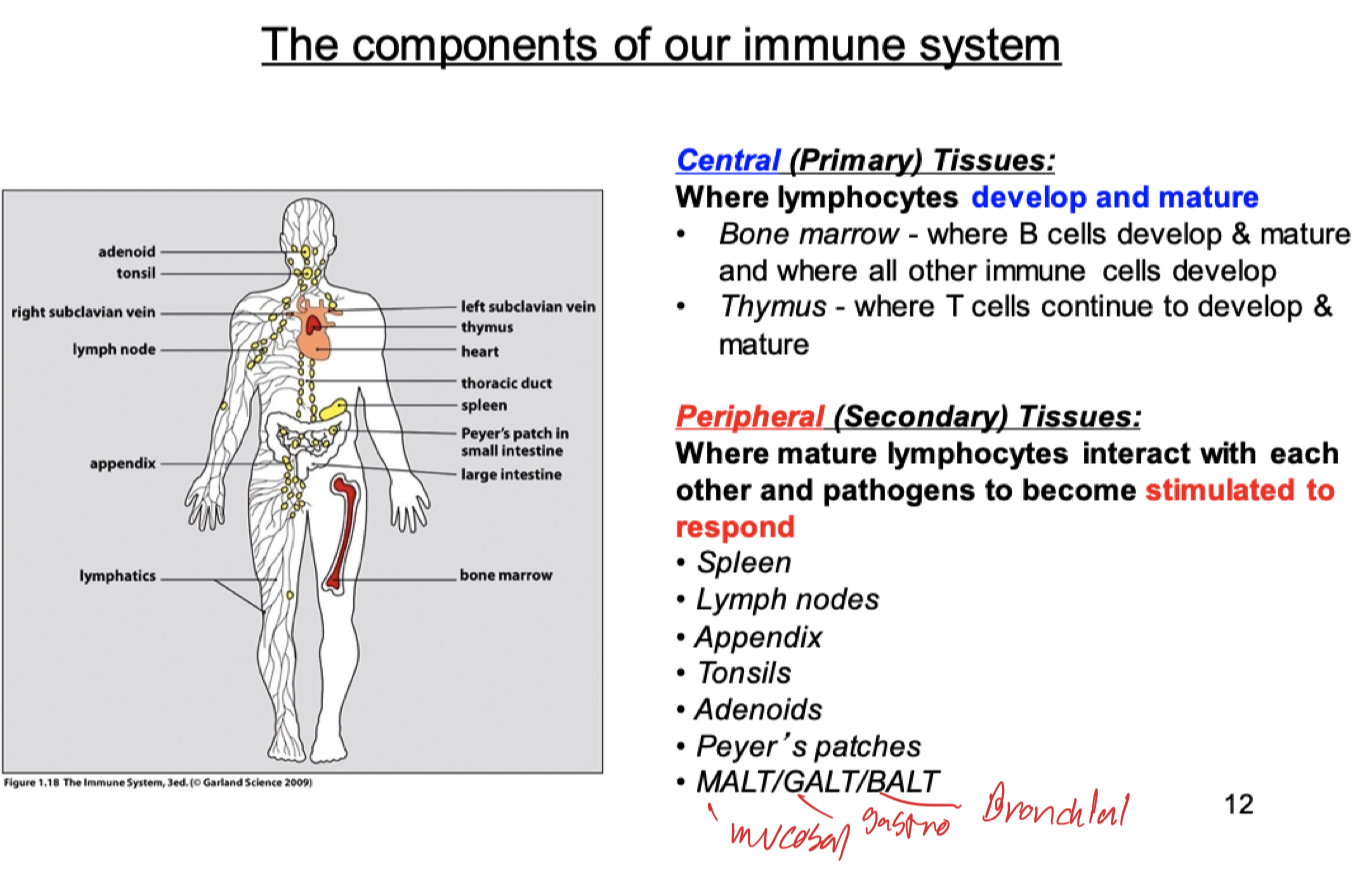 The components of our immune system
adenoid
tonsil
right subclavian vein
lymph node
appendix
lymphatics
left subclavian vein
thymus
heart
thoracic duct
spleen
Peyer's patch in
small intestine
large intestine
bone marrow
Figure 1.18 The Immune System, 3ed. (© Garland Science 2009)
Central (Primary) Tissues:
Where lymphocytes develop and mature
• Bone marrow - where B cells develop & mature
and where all other immune cells develop
• Thymus - where T cells continue to develop &
mature
Peripheral (Secondary) Tissues:
Where mature lymphocytes interact with each
other and pathogens to become stimulated to
respond
• Spleen
• Lymph nodes
• Appendix
• Tonsils
• Adenoids
• Peyer's patches
• MALT/GALT/BALT
mucosal gastro Bronchial
12